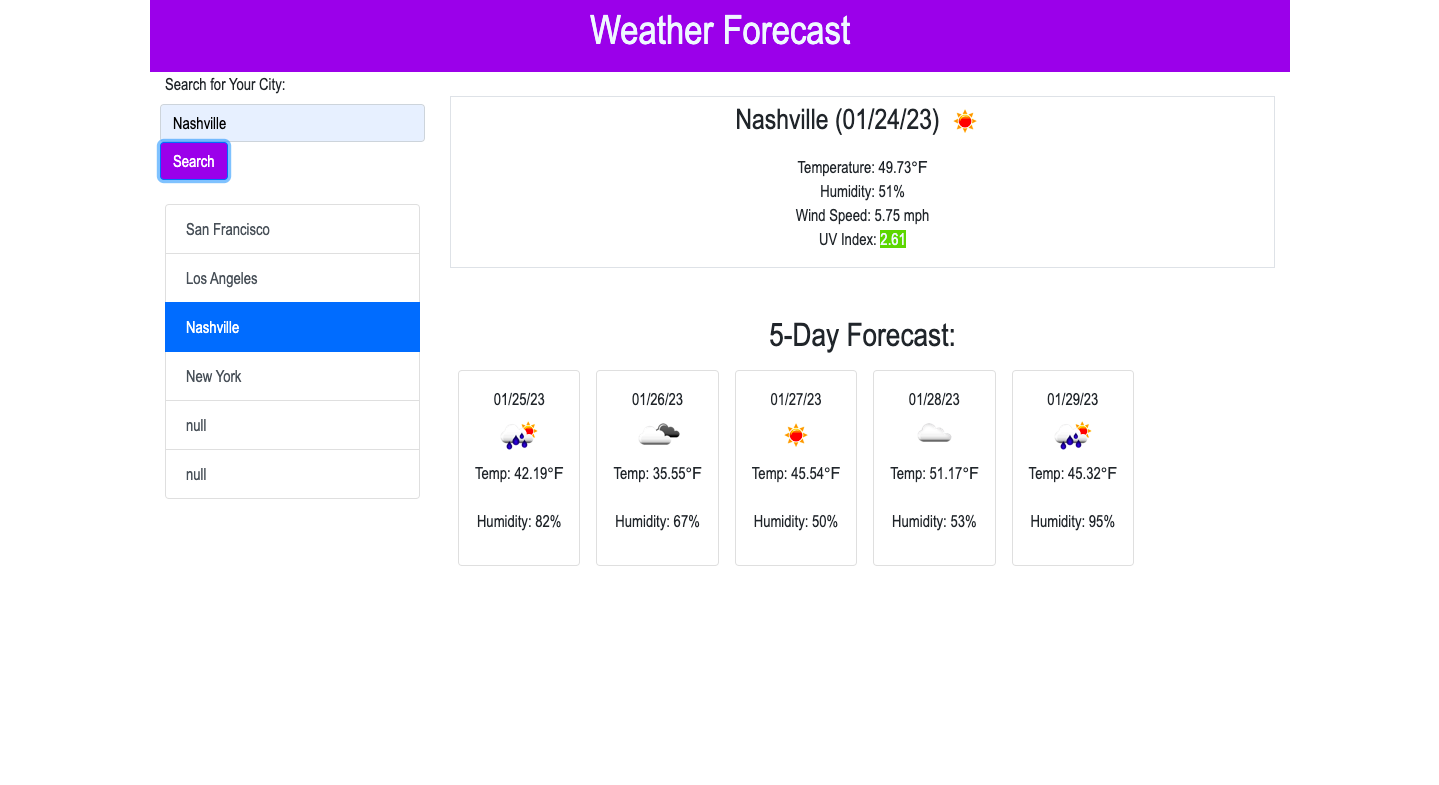 Weather Forecast
Search for Your City:
Nashville
Search
San Francisco
Los Angeles
Nashville
New York
null
null
Nashville (01/24/23)
Temperature: 49.73°F
Humidity: 51%
Wind Speed: 5.75 mph
UV Index: 2.61
5-Day Forecast:
01/25/23
Temp: 42.19°F
Humidity: 82%
01/26/23
Temp: 35.55°F
Humidity: 67%
01/27/23
Temp: 45.54°F
Humidity: 50%
01/28/23
Temp: 51.17°F
Humidity: 53%
01/29/23
Temp: 45.32°F
Humidity: 95%